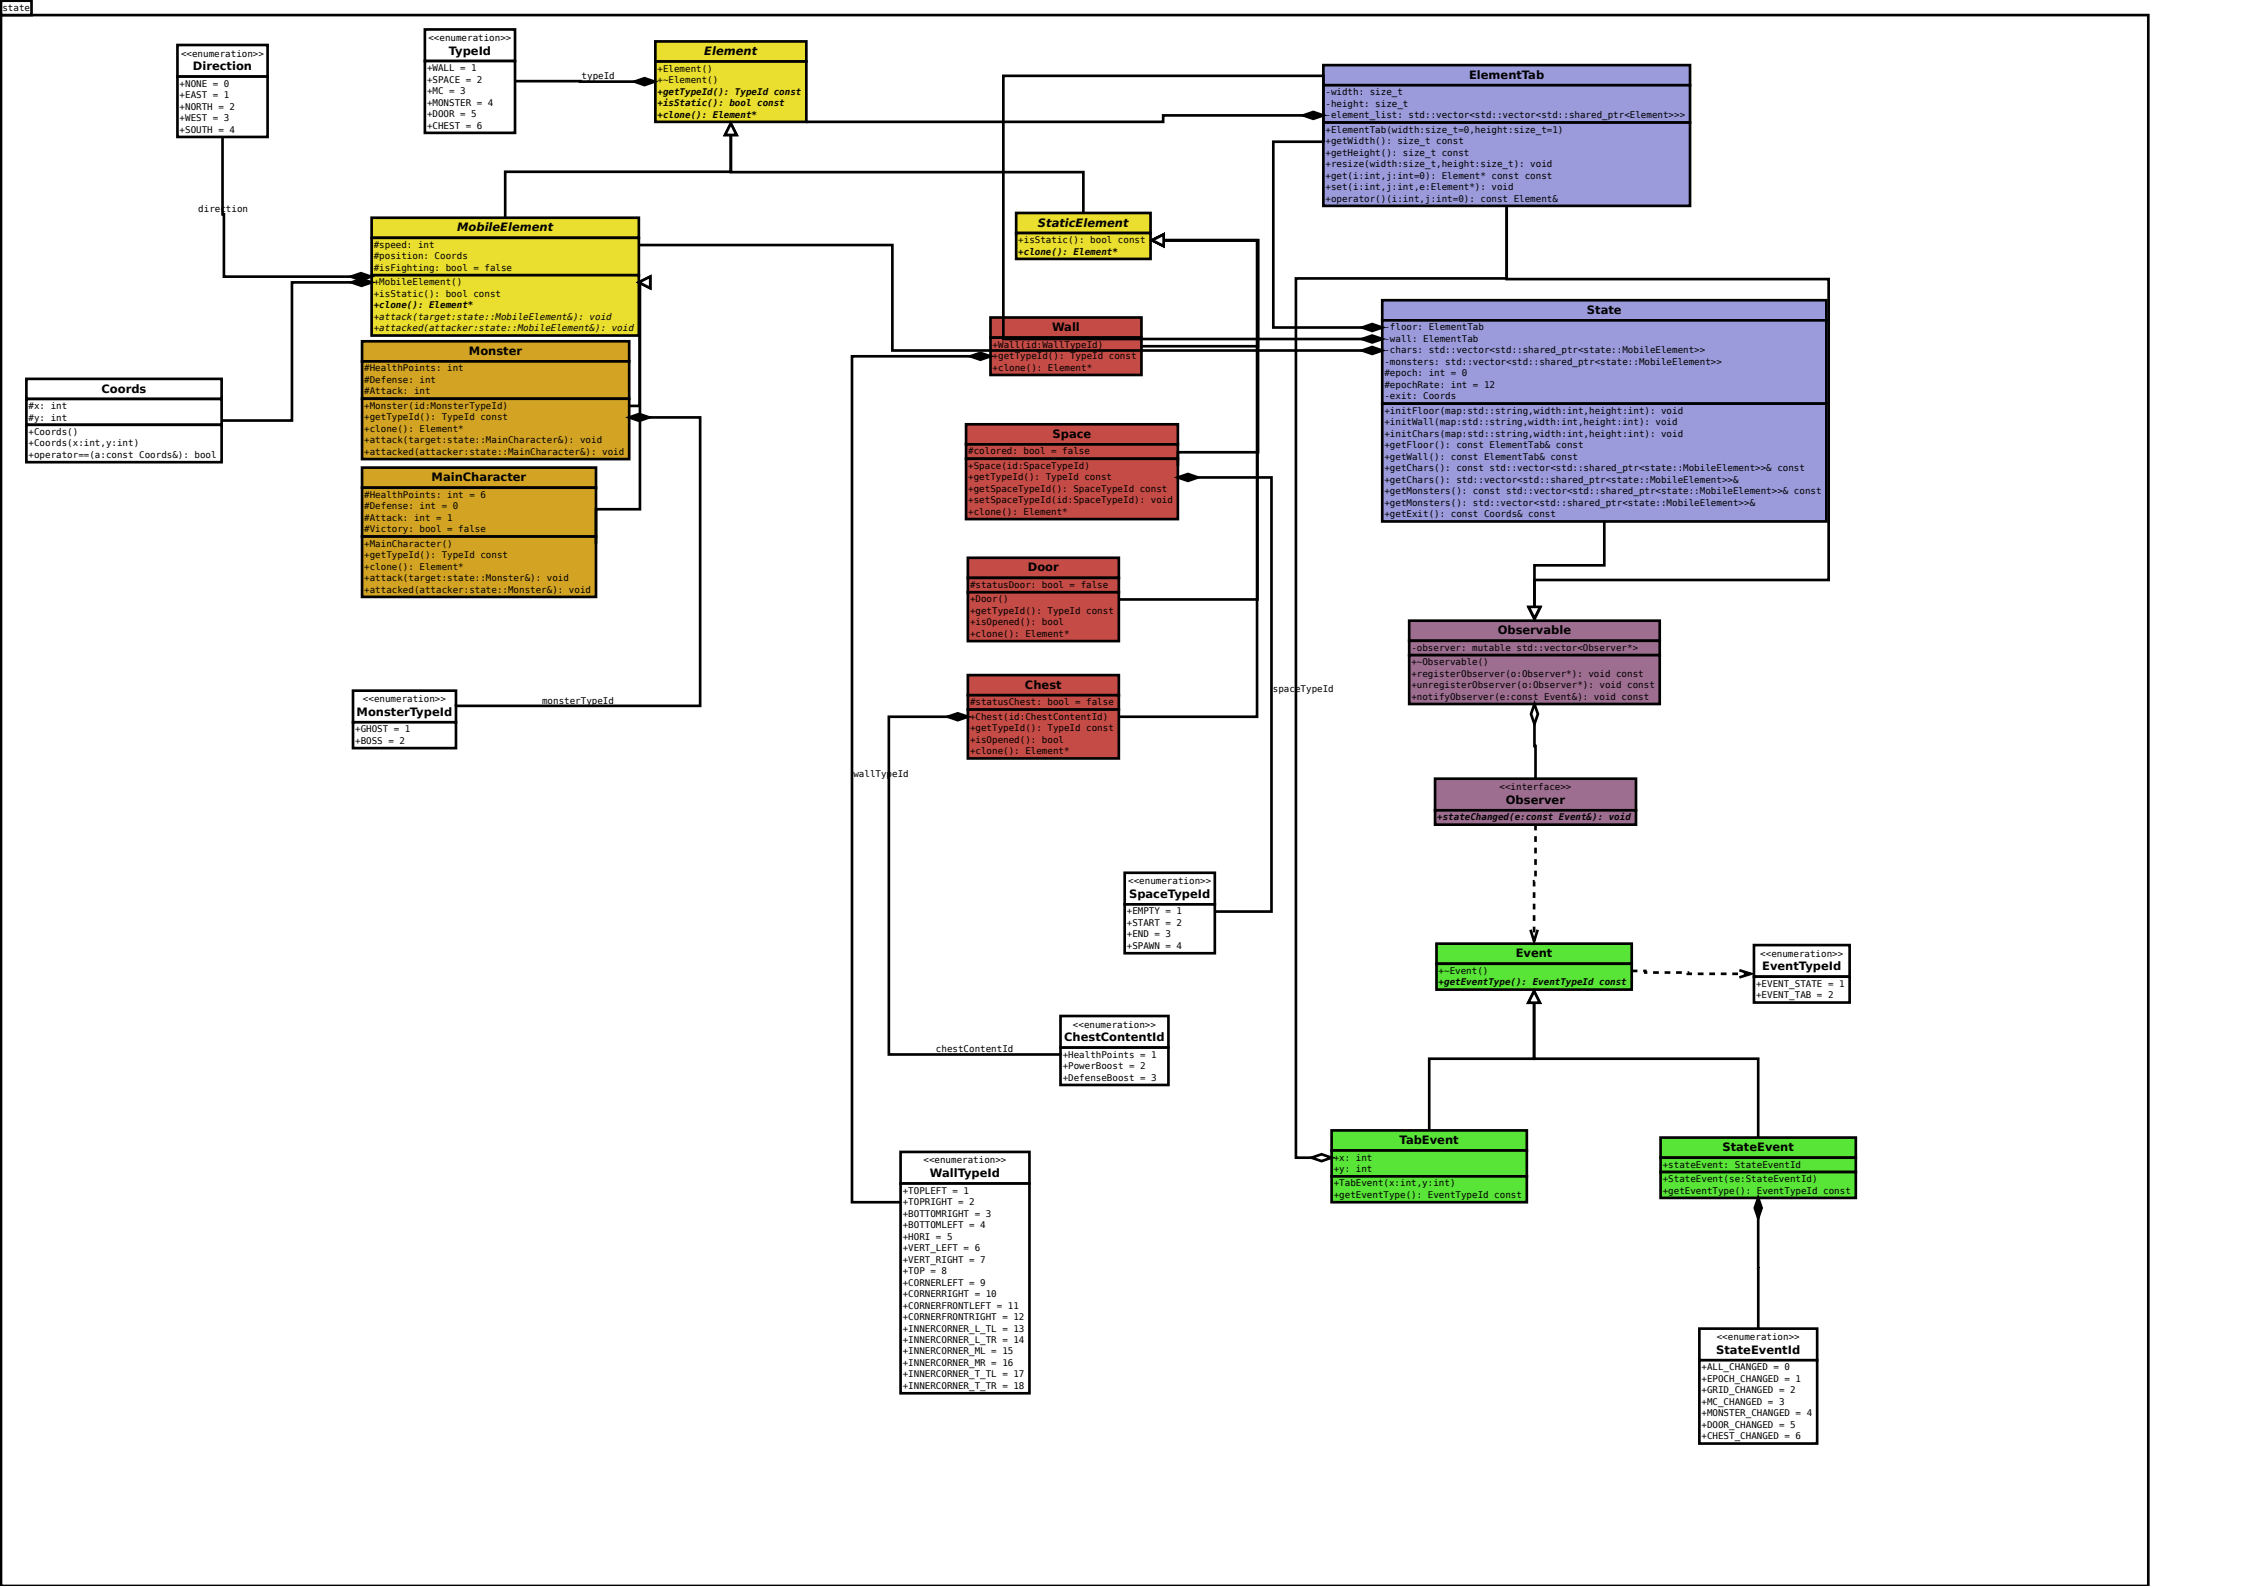 state
<<enumeration>>
Direction
+NONE = 0
+EAST = 1
+NORTH = 2
+WEST = 3
+SOUTH = 4
<<enumeration>>
TypeId
+WALL = 1
+SPACE = 2
+MC = 3
+MONSTER = 4
+DOOR = 5
+CHEST = 6
typeId
Element
+Element()
+~Element()
+getTypeId(): TypeId const
+isStatic(): bool const
+clone(): Element*
ElementTab
-width: size_t
-height: size_t
-element_list: std::vector<std::vector<std::shared_ptr<Element>>>
+ElementTab(width:size_t=0,height:size_t=1)
+getWidth(): size_t const
+getHeight(): size_t const
+resize(width:size_t,height:size_t): void
+get(i:int,j:int=0): Element* const const
+set(i:int,j:int,e:Element*): void
+operator()(i:int,j:int=0): const Element&
direction
MobileElement
#speed: int
#position: Coords
#isFighting: bool = false
+MobileElement()
+isStatic(): bool const
+clone(): Element*
+attack(target:state::MobileElement&): void
+attacked(attacker:state::MobileElement&): void
StaticElement
+isStatic(): bool const
+clone(): Element*
State
-floor: ElementTab
-wall: ElementTab
-chars: std::vector<std::shared_ptr<state::MobileElement>>
-monsters: std::vector<std::shared_ptr<state::MobileElement>>
#epoch: int = 0
#epochRate: int = 12
-exit: Coords
+initFloor(map:std::string,width:int,height:int): void
+initWall(map:std::string,width:int,height:int): void
+initChars(map:std::string,width:int,height:int): void
+getFloor(): const ElementTab& const
+getWall(): const ElementTab& const
+getChars(): const std::vector<std::shared_ptr<state::MobileElement>>& const
+getChars(): std::vector<std::shared_ptr<state::MobileElement>>&
+getMonsters(): const std::vector<std::shared_ptr<state::MobileElement>>& const
+getMonsters(): std::vector<std::shared_ptr<state::MobileElement>>&
+getExit(): const Coords& const
Wall
+Wall(id:WallTypeId)
+getTypeId(): TypeId const
+clone(): Element*
Monster
#HealthPoints: int
#Defense: int
#Attack: int
+Monster(id:MonsterTypeId)
+getTypeId(): TypeId const
+clone(): Element*
+attack(target:state::MainCharacter&): void
+attacked(attacker:state::MainCharacter&): void
Coords
#x: int
#y: int
+Coords()
+Coords(x:int,y:int)
+operator==(a:const Coords&): bool
Space
#colored: bool = false
+Space(id:SpaceTypeId)
+getTypeId(): TypeId const
+getSpaceTypeId(): SpaceTypeId const
+setSpaceTypeId(id:SpaceTypeId): void
+clone(): Element*
MainCharacter
#HealthPoints: int = 6
#Defense: int = 0
#Attack: int = 1
#Victory: bool = false
+MainCharacter()
+getTypeId(): TypeId const
+clone(): Element*
+attack(target:state::Monster&): void
+attacked(attacker:state::Monster&): void
Door
#statusDoor: bool = false
+Door()
+getTypeId(): TypeId const
+isOpened(): bool
+clone(): Element*
Observable
-observer: mutable std::vector<Observer*>
+~Observable()
+registerObserver(o:Observer*): void const
+unregisterObserver(o:Observer*): void const
+notifyObserver(e:const Event&): void const
Chest
#statusChest: bool = false
+Chest(id:ChestContentId)
+getTypeId(): TypeId const
+isOpened(): bool
+clone(): Element*
spaceTypeId
<<enumeration>>
MonsterTypeId
+GHOST = 1
+BOSS = 2
monsterTypeId
wallTypeId
<<interface>>
Observer
+stateChanged(e:const Event&): void
<<enumeration>>
SpaceTypeId
+EMPTY = 1
+START = 2
+END = 3
+SPAWN = 4
Event
+~Event()
+getEventType(): EventTypeId const
<<enumeration>>
EventTypeId
+EVENT_STATE = 1
+EVENT_TAB = 2
chestContentId
<<enumeration>>
ChestContentId
+HealthPoints = 1
+PowerBoost = 2
+DefenseBoost = 3
TabEvent
+x: int
+y: int
+TabEvent(x:int,y:int)
+getEventType(): EventTypeId const
StateEvent
+stateEvent: StateEventId
+StateEvent(se:StateEventId)
+getEventType(): EventTypeId const
<<enumeration>>
WallTypeId
+TOPLEFT = 1
+TOPRIGHT = 2
+BOTTOMRIGHT = 3
+BOTTOMLEFT = 4
+HORI = 5
+VERT_LEFT = 6
+VERT_RIGHT = 7
+TOP = 8
+CORNERLEFT = 9
+CORNERRIGHT = 10
+CORNERFRONTLEFT = 11
+CORNERFRONTRIGHT = 12
+INNERCORNER_L_TL = 13
+INNERCORNER_L_TR = 14
+INNERCORNER_ML = 15
+INNERCORNER_MR = 16
+INNERCORNER_T_TL = 17
+INNERCORNER_T_TR = 18
<<enumeration>>
StateEventId
+ALL_CHANGED = 0
+EPOCH_CHANGED = 1
+GRID_CHANGED = 2
+MC_CHANGED = 3
+MONSTER_CHANGED = 4
+DOOR_CHANGED = 5
+CHEST_CHANGED = 6